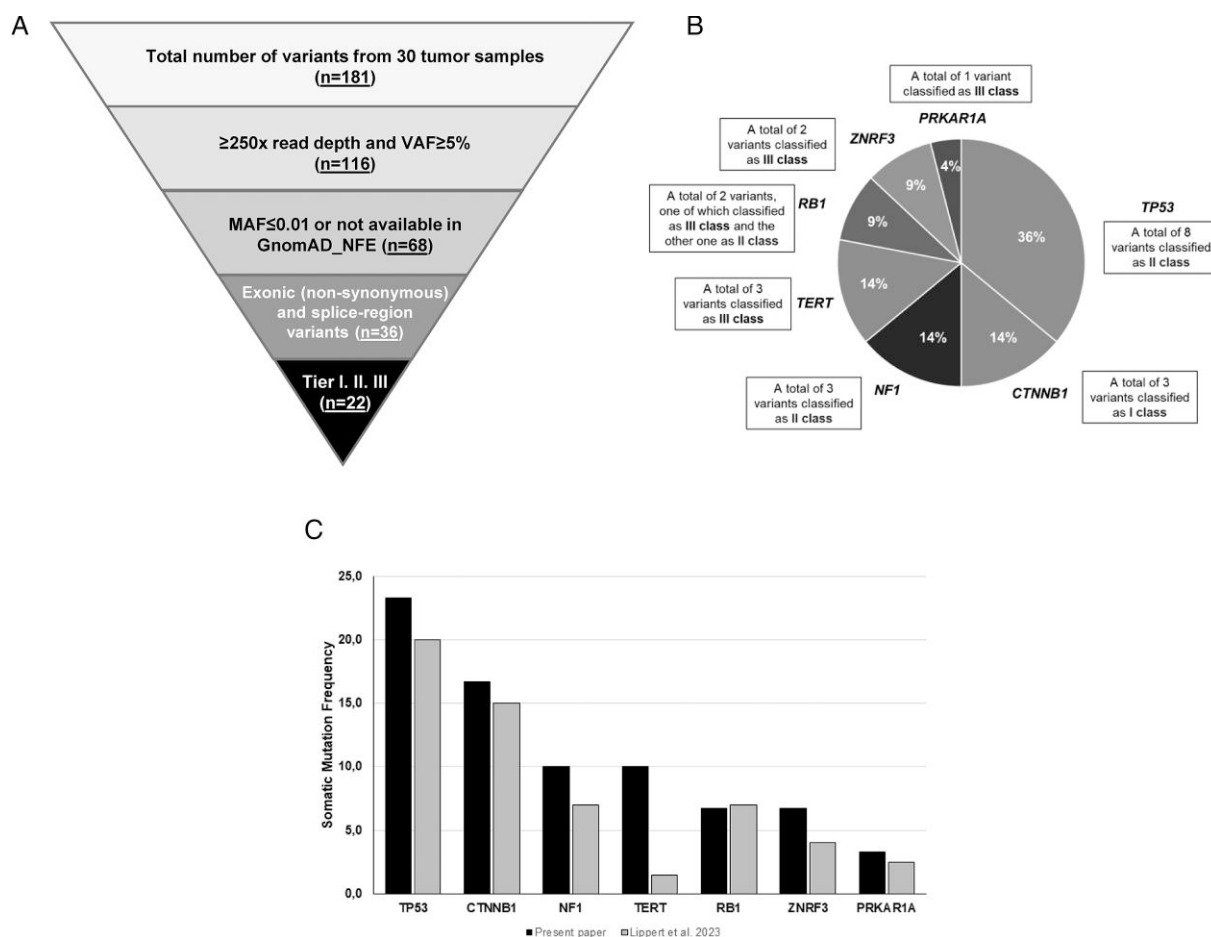 A
Total number of variants from 30 tumor samples
(n=181)
≥250x read depth and VAF≥5%
(n=116)
MAF≤0.01 or not available in
GnomAD_NFE (n=68)
Exonic (non-synonymous)
and splice-region
variants (n=36)
Tier I. II. III
(n=22)
B
A total of 1 variant
classified as III class
PRKAR1A
4%
A total of 2
variants classified
as III class
ZNRF3
9%
A total of 2 variants,
one of which classified
as III class and the
other one as II class
RB1
9%
36%
TP53
A total of 8
variants classified
as II class
A total of 3
variants classified
as III class
TERT
14%
14%
14%
A total of 3
variants classified
as II class
NF1
CTNNB1
A total of 3
variants classified
as I class
C
Somatic Mutation Frequency
25,0
20,0
15,0
10,0
5,0
0,0
TP53 CTNNB1 NF1 TERT RB1 ZNRF3 PRKAR1A
Present paper Lippert et al. 2023